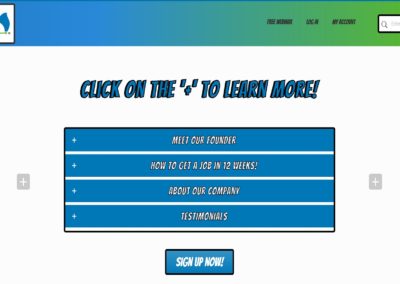 FREE WEBINAR LOG IN MY ACCOUNT
CLICK ON THE '+' TO LEARN MORE!
+ MEET OUR FOUNDER
+ HOW TO GET A JOB IN 12 WEEKS!
+ ABOUT OUR COMPANY
+ TESTIMONIALS
SIGN UP NOW!